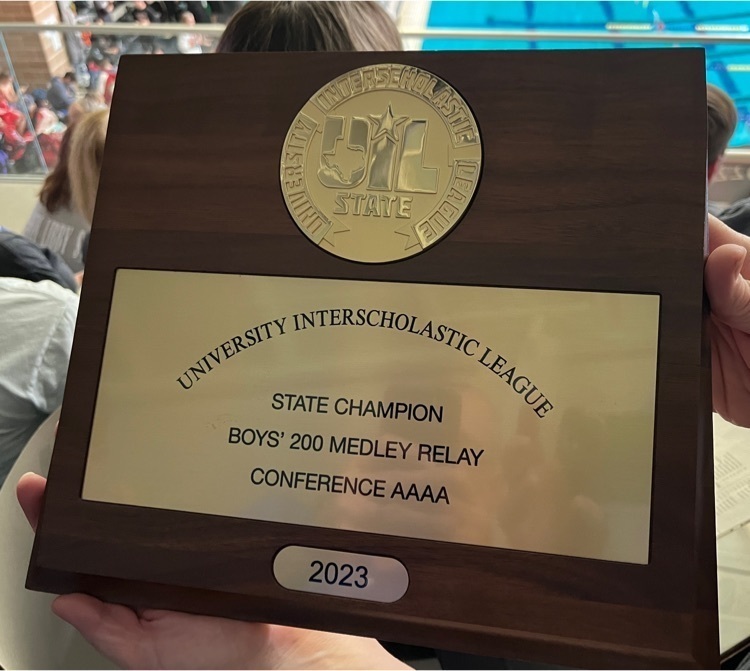 UNIVERSITY INTERSCHOLASTIC LEAGUE
UIL
STATE
UNIVERSITY INTERSCHOLASTIC LEAGUE
STATE CHAMPION
BOYS' 200 MEDLEY RELAY
CONFERENCE AAAA
2023